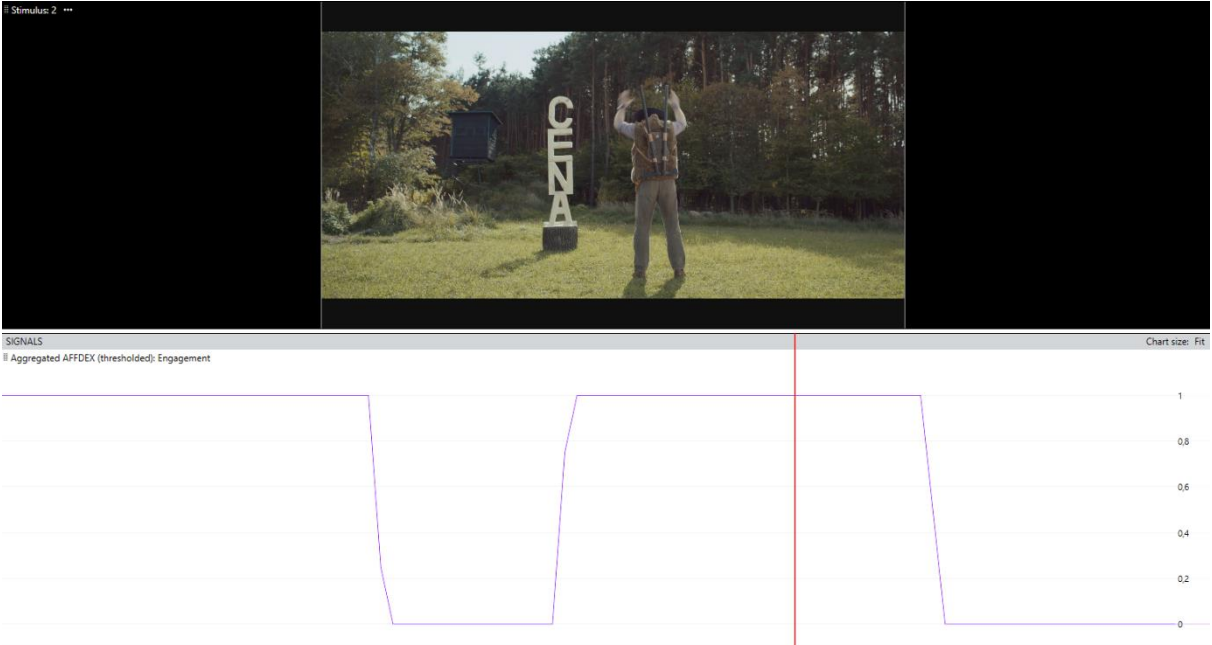 Stimulus: 2 •••
CENA
SIGNALS
Chart size: Fit
Aggregated AFFDEX (thresholded): Engagement
1
0,8
0,6
0,4
0,2
0